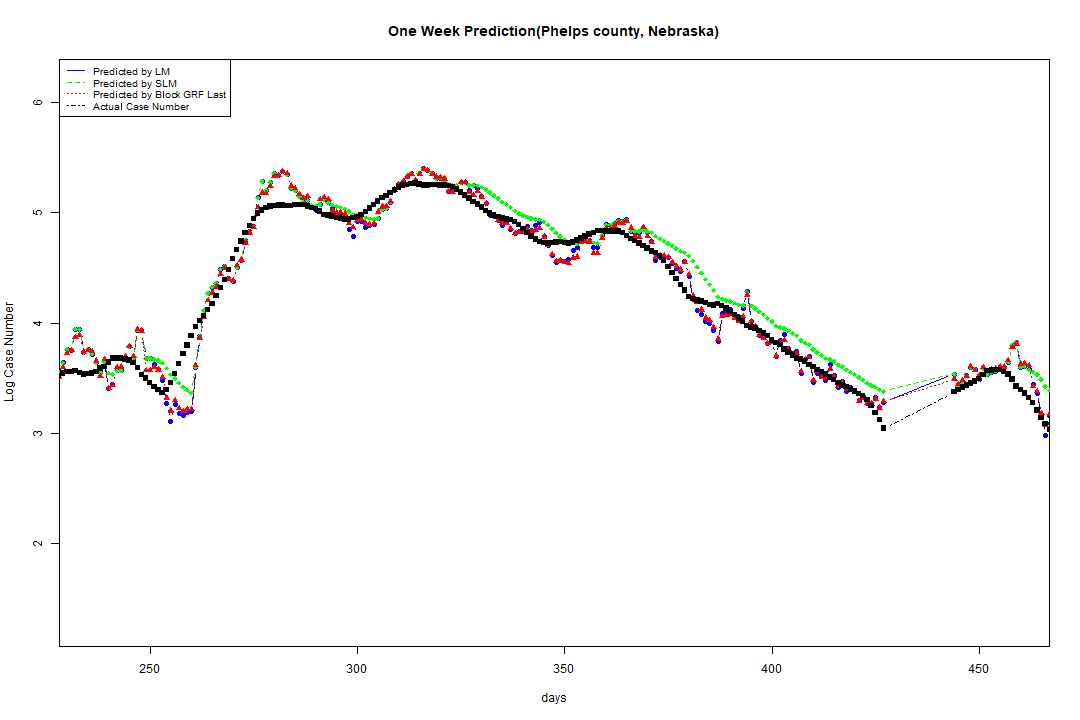 One Week Prediction(Phelps county, Nebraska)
Predicted by LM
Predicted by SLM
Predicted by Block GRF Last
Actual Case Number
6
5
4
3
2
Log Case Number
250 300 350 400 450
days